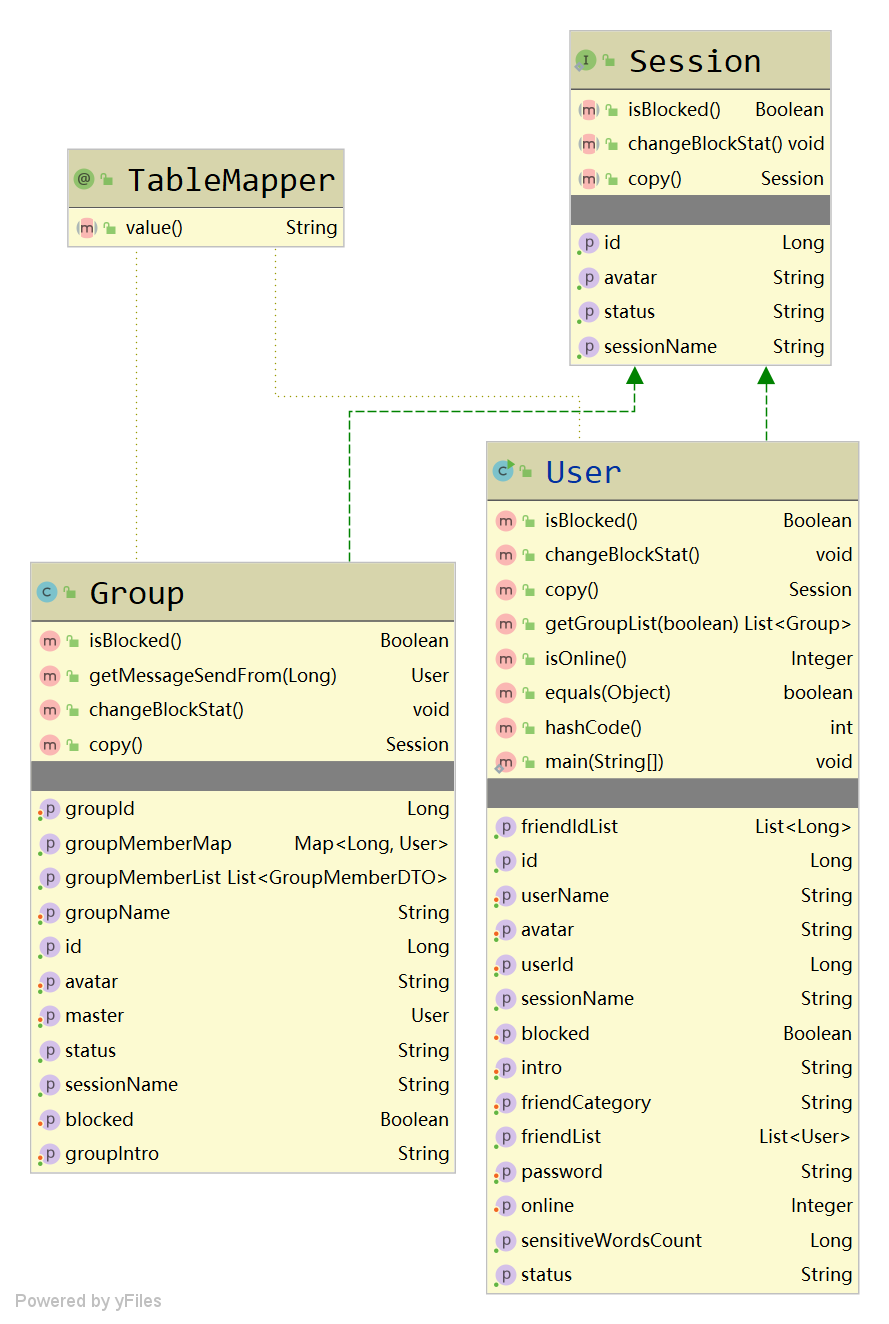 Session
isBlocked() Boolean
changeBlockStat() void
copy() Session
id Long
avatar String
status String
sessionName String
TableMapper
value() String
User
isBlocked() Boolean
changeBlockStat() void
copy() Session
getGroupList(boolean) List<Group>
isOnline() Integer
equals(Object) boolean
hashCode() int
main(String[]) void
friendIdList List<Long>
id Long
userName String
avatar String
userId Long
sessionName String
blocked Boolean
intro String
friendCategory String
friendList List<User>
password String
online Integer
sensitiveWordsCount Long
status String
Group
isBlocked() Boolean
getMessageSendFrom(Long) User
changeBlockStat() void
copy() Session
groupId Long
groupMemberMap Map<Long, User>
groupMemberList List<GroupMemberDTO>
groupName String
id Long
avatar String
master User
status String
sessionName String
blocked Boolean
groupIntro String
Powered by yFiles